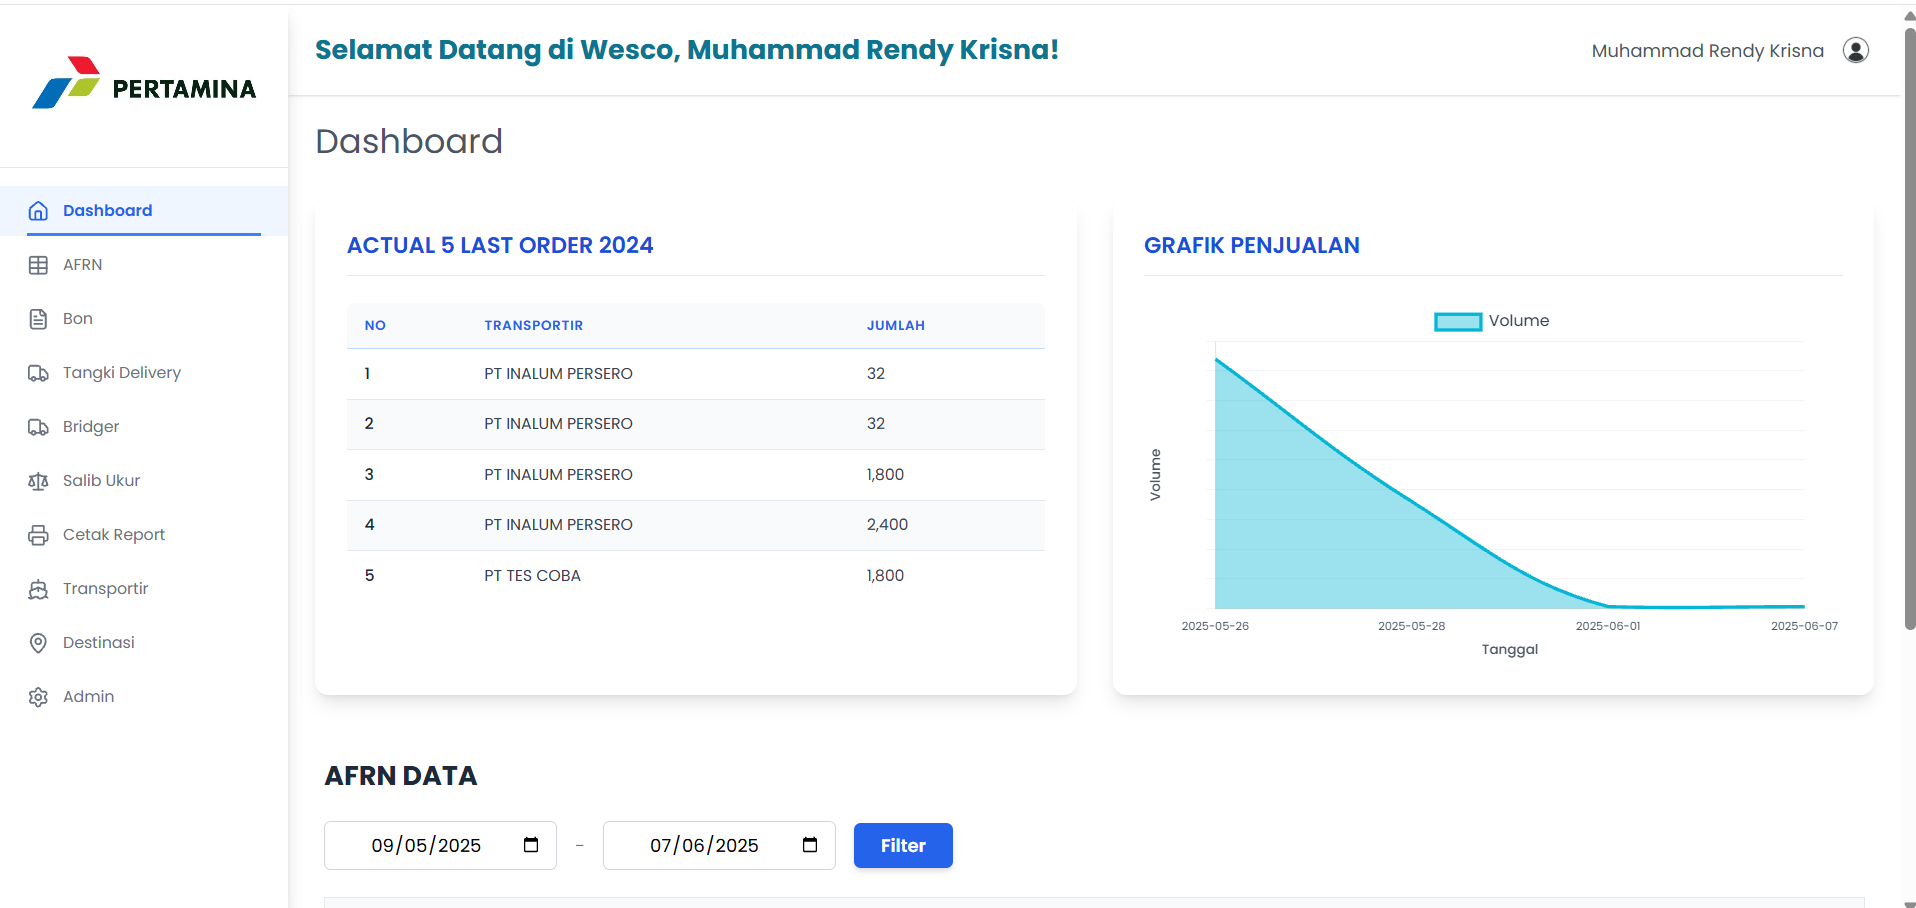 PERTAMINA
Selamat Datang di Wesco, Muhammad Rendy Krisna!
Muhammad Rendy Krisna
Dashboard
AFRN
Bon
Tangki Delivery
Bridger
Salib Ukur
Cetak Report
Transportir
Destinasi
Admin
Dashboard
ACTUAL 5 LAST ORDER 2024
NO TRANSPORTIR JUMLAH
1 PT INALUM PERSERO 32
2 PT INALUM PERSERO 32
3 PT INALUM PERSERO 1,800
4 PT INALUM PERSERO 2,400
5 PT TES COBA 1,800
GRAFIK PENJUALAN
Volume
Volume
2025-05-26 2025-05-28 2025-06-01 2025-06-07
Tanggal
AFRN DATA
09/05/2025 - 07/06/2025 Filter